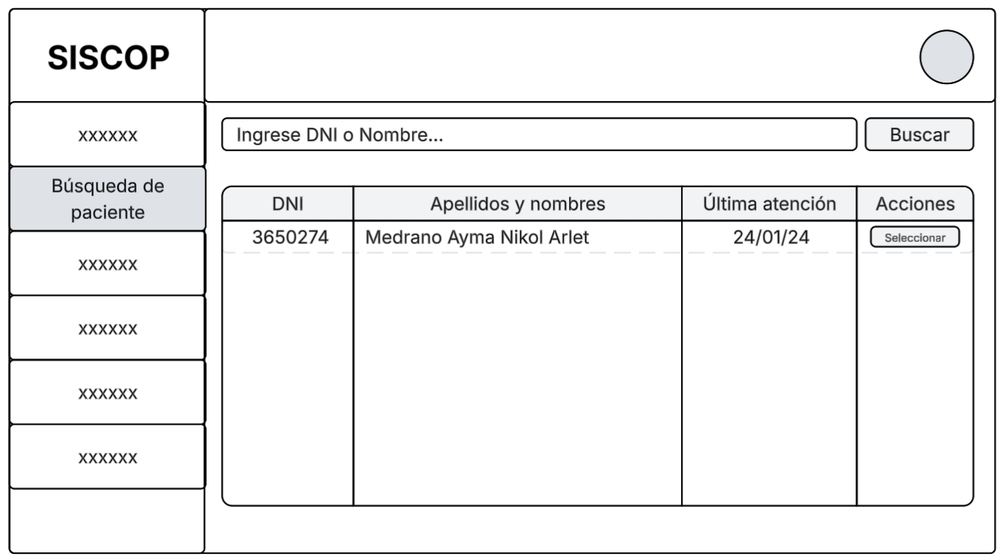 SISCOP
xxxxxx
Búsqueda de
paciente
xxxxxx
xxxxxx
xxxxxx
xxxxxx
Ingrese DNI o Nombre...
Buscar
DNI
Apellidos y nombres
Última atención
Acciones
3650274
Medrano Ayma Nikol Arlet
24/01/24
Seleccionar